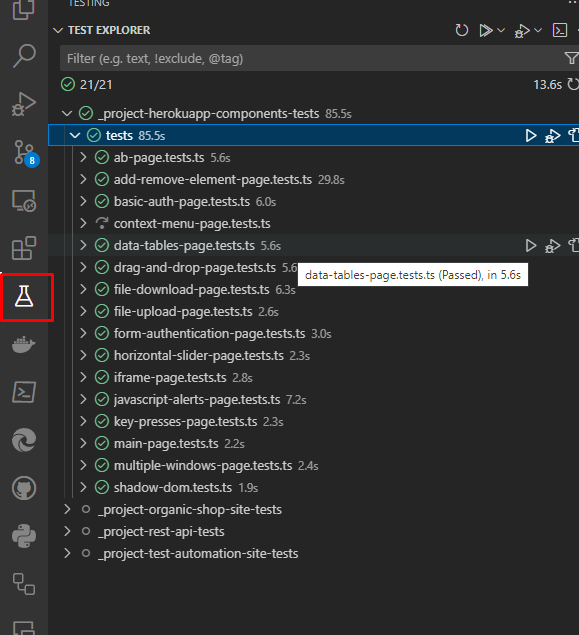 TESTING
TEST EXPLORER
Filter (e.g. text, !exclude, @tag)
21/21 13.6s
_project-herokuapp-components-tests 85.5s
tests 85.5s
8
ab-page.tests.ts 5.6s
add-remove-element-page.tests.ts 29.8s
basic-auth-page.tests.ts 6.0s
context-menu-page.tests.ts
data-tables-page.tests.ts 5.6s
drag-and-drop-page.tests.ts 5.6
data-tables-page.tests.ts (Passed), in 5.6s
file-download-page.tests.ts 6.3s
file-upload-page.tests.ts 2.6s
form-authentication-page.tests.ts 3.0s
horizontal-slider-page.tests.ts 2.3s
iframe-page.tests.ts 2.8s
javascript-alerts-page.tests.ts 7.2s
key-presses-page.tests.ts 2.3s
main-page.tests.ts 2.2s
multiple-windows-page.tests.ts 2.4s
shadow-dom.tests.ts 1.9s
_project-organic-shop-site-tests
_project-rest-api-tests
_project-test-automation-site-tests